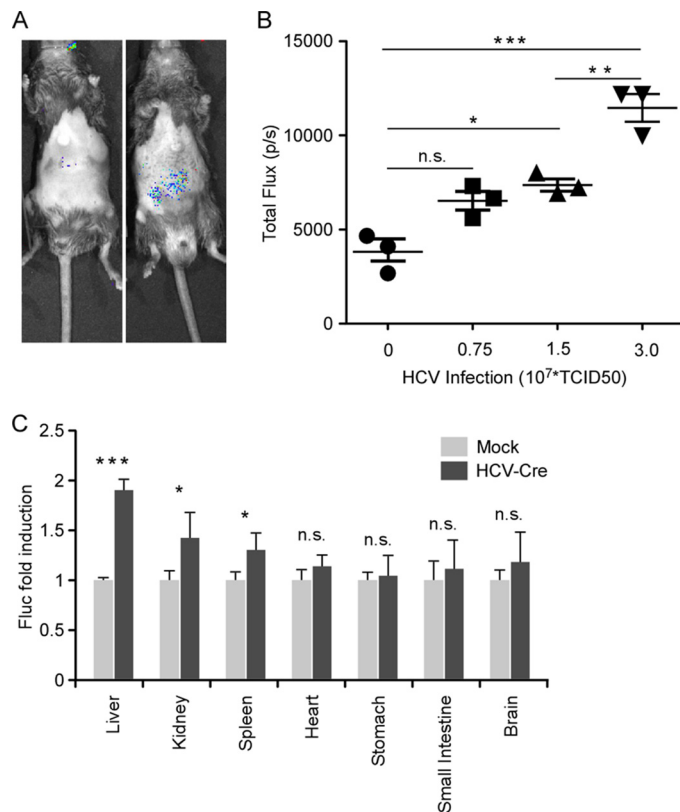 A
B
15000
10000
5000
0
Total Flux (p/s)
***
**
*
n.s.
0 0.75 1.5 3.0
HCV Infection (10⁷*TCID50)
C
2.5
2
1.5
1
0.5
0
Fluc fold induction
Mock
HCV-Cre
*** * * n.s. n.s. n.s. n.s.
Liver
Kidney
Spleen
Heart
Stomach
Small Intestine
Brain